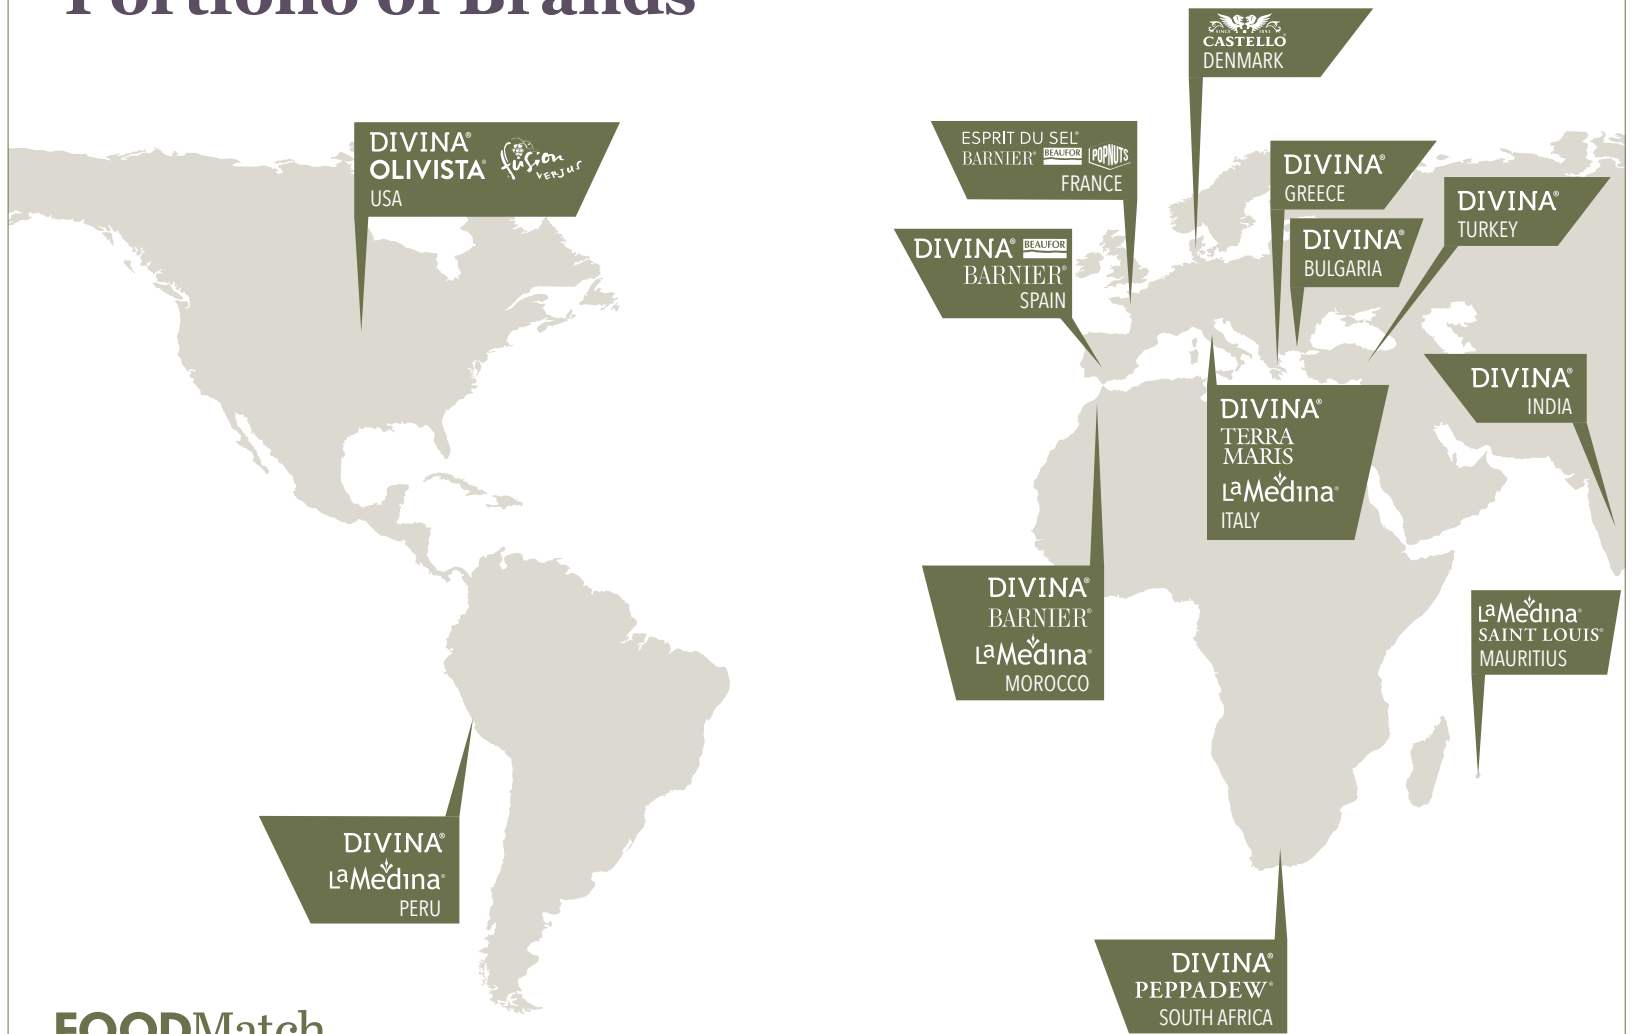 Portfolio of Brands
SINCE 1893
CASTELLO®
DENMARK
DIVINA®
OLIVISTA®
fusion
VERJUS
USA
ESPRIT DU SEL®
BARNIER® BEAUFOR POPNUTS
FRANCE
DIVINA®
GREECE
DIVINA®
TURKEY
DIVINA®
BULGARIA
DIVINA® BEAUFOR
BARNIER®
SPAIN
DIVINA®
INDIA
DIVINA®
TERRA
MARIS
LaMedina®
ITALY
DIVINA®
BARNIER®
LaMedina®
MOROCCO
LaMedina®
SAINT LOUIS®
MAURITIUS
DIVINA®
LaMedina®
PERU
DIVINA®
PEPPADEW®
SOUTH AFRICA
FOODMatch